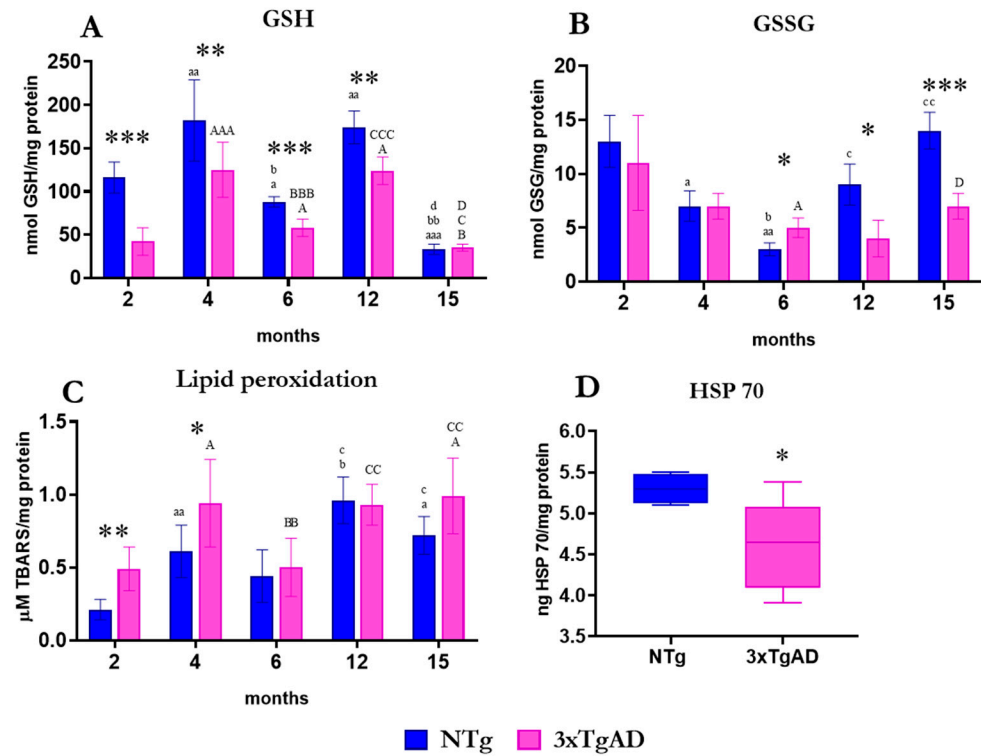 A
GSH
nmol GSH/mg protein
250
200
150
100
50
0
***
aa
**
AAA
b
a
***
BBB
A
aa
**
CCC
A
d
bb
aaa
D
C
B
2 4 6 12 15
months
B
GSSG
nmol GSG/mg protein
20
15
10
5
0
a
b
aa
*
A
c
*
cc
***
D
2 4 6 12 15
months
C
Lipid peroxidation
µM TBARS/mg protein
1.5
1.0
0.5
0.0
**
aa
*
A
BB
c
b
CC
c
a
CC
A
2 4 6 12 15
months
D
HSP 70
ng HSP 70/mg protein
6.0
5.5
5.0
4.5
4.0
3.5
*
NTg 3xTgAD
NTg 3xTgAD